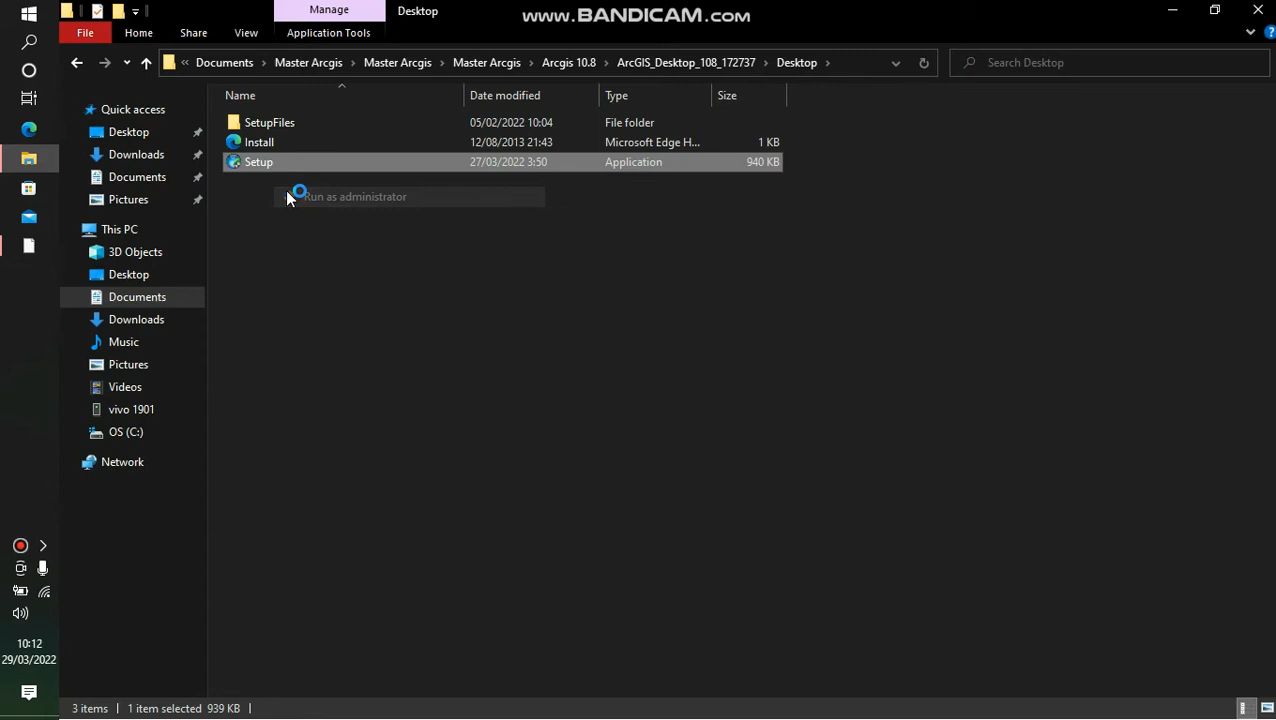 Manage
Desktop
www.BANDICAM.com
File
Home
Share
View
Application Tools
« Documents > Master Arcgis > Master Arcgis > Master Arcgis > Arcgis 10.8 > ArcGIS_Desktop_108_172737 > Desktop >
Search Desktop
Name
Date modified
Type
Size
SetupFiles 05/02/2022 10:04 File folder
Install 12/08/2013 21:43 Microsoft Edge H... 1 KB
Setup 27/03/2022 3:50 Application 940 KB
Run as administrator
Quick access
Desktop
Downloads
Documents
Pictures
This PC
3D Objects
Desktop
Documents
Downloads
Music
Pictures
Videos
vivo 1901
OS (C:)
Network
10:12
29/03/2022
3 items
1 item selected 939 KB